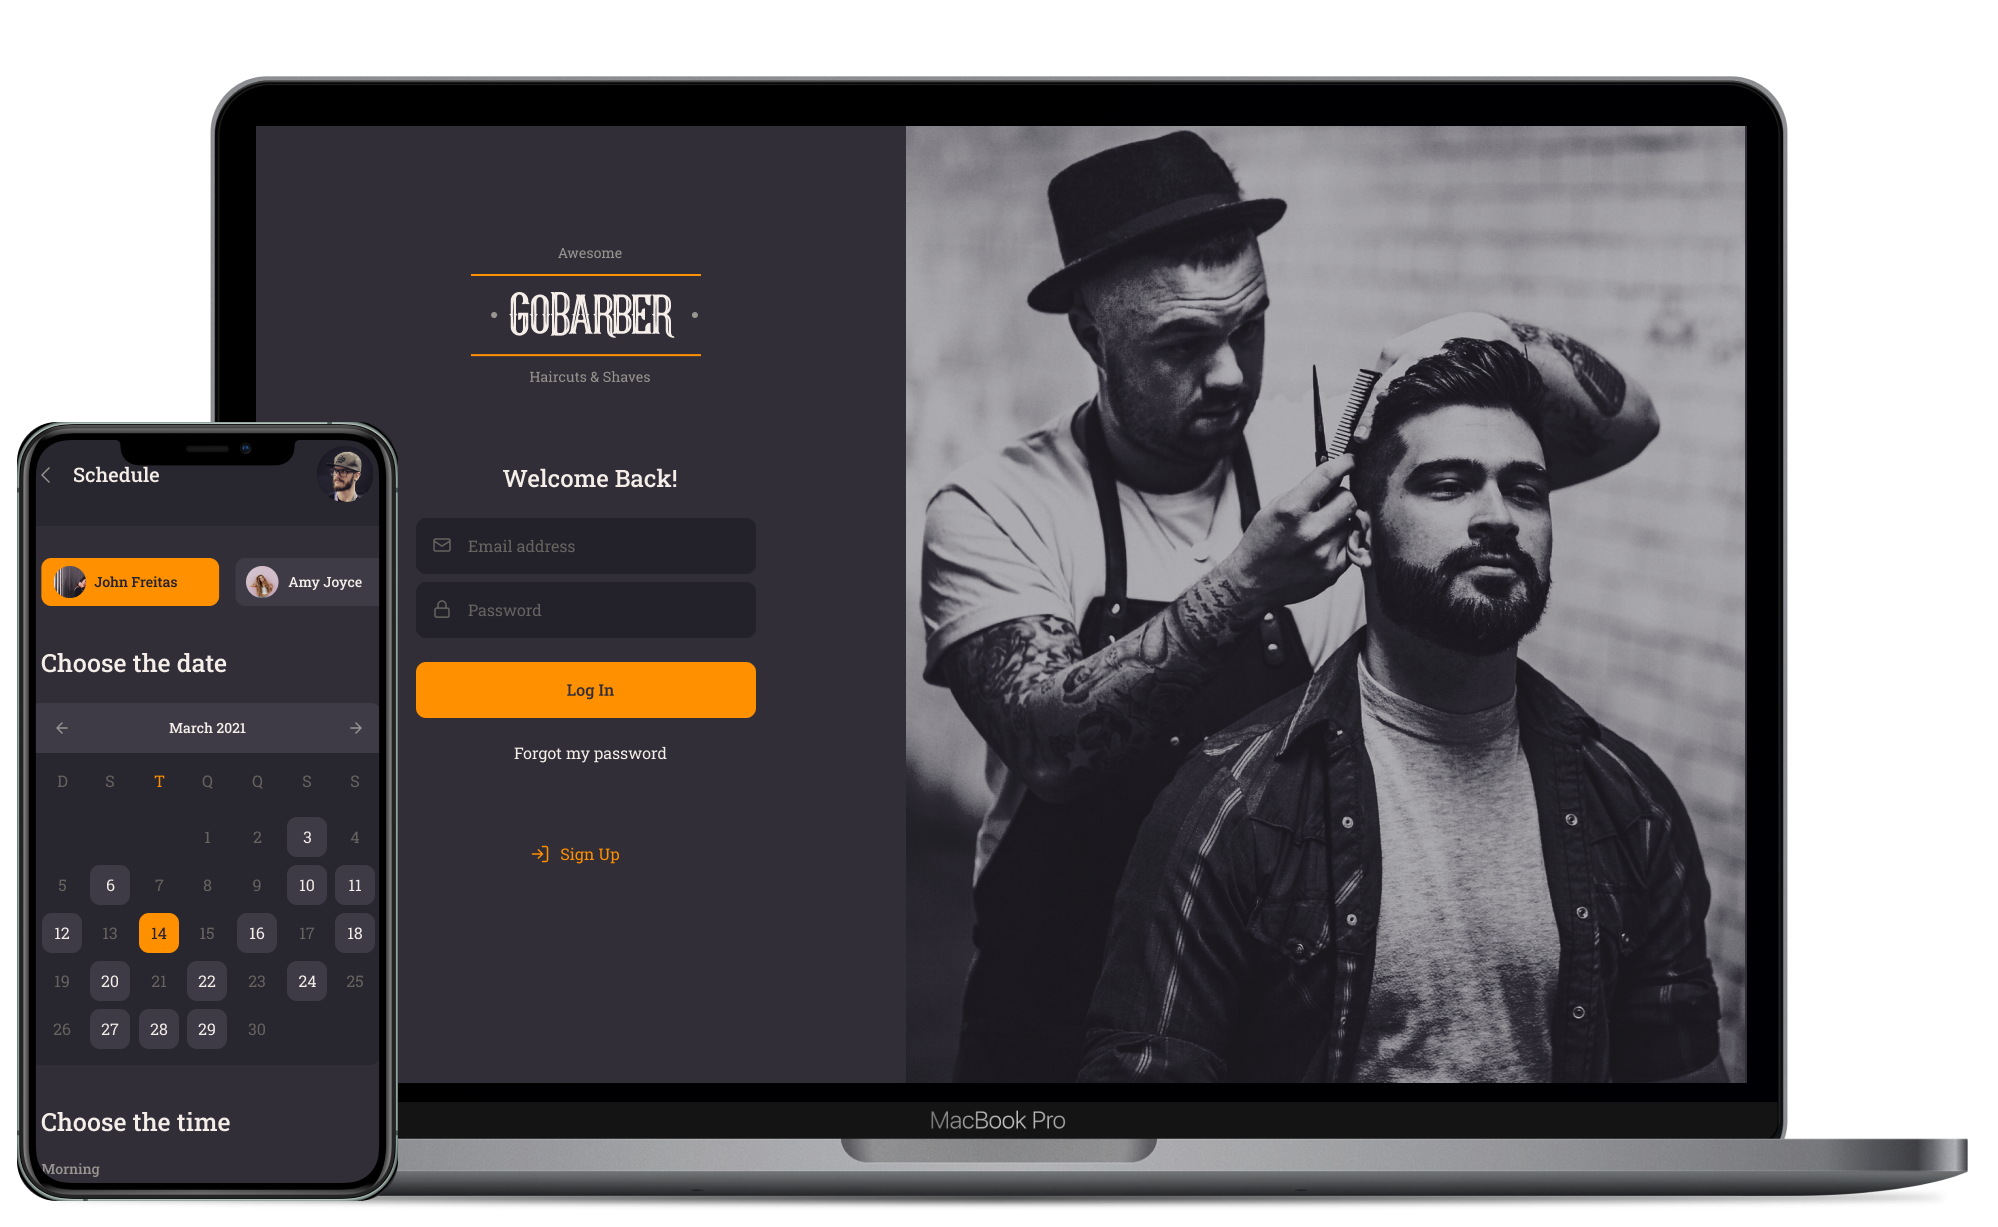 Awesome
GOBARBER
Haircuts & Shaves
Welcome Back!
Email address
Password
Log In
Forgot my password
Sign Up
MacBook Pro
Schedule
John Freitas
Amy Joyce
Choose the date
March 2021
D S T Q Q S S
1 2 3 4
5 6 7 8 9 10 11
12 13 14 15 16 17 18
19 20 21 22 23 24 25
26 27 28 29 30
Choose the time
Morning